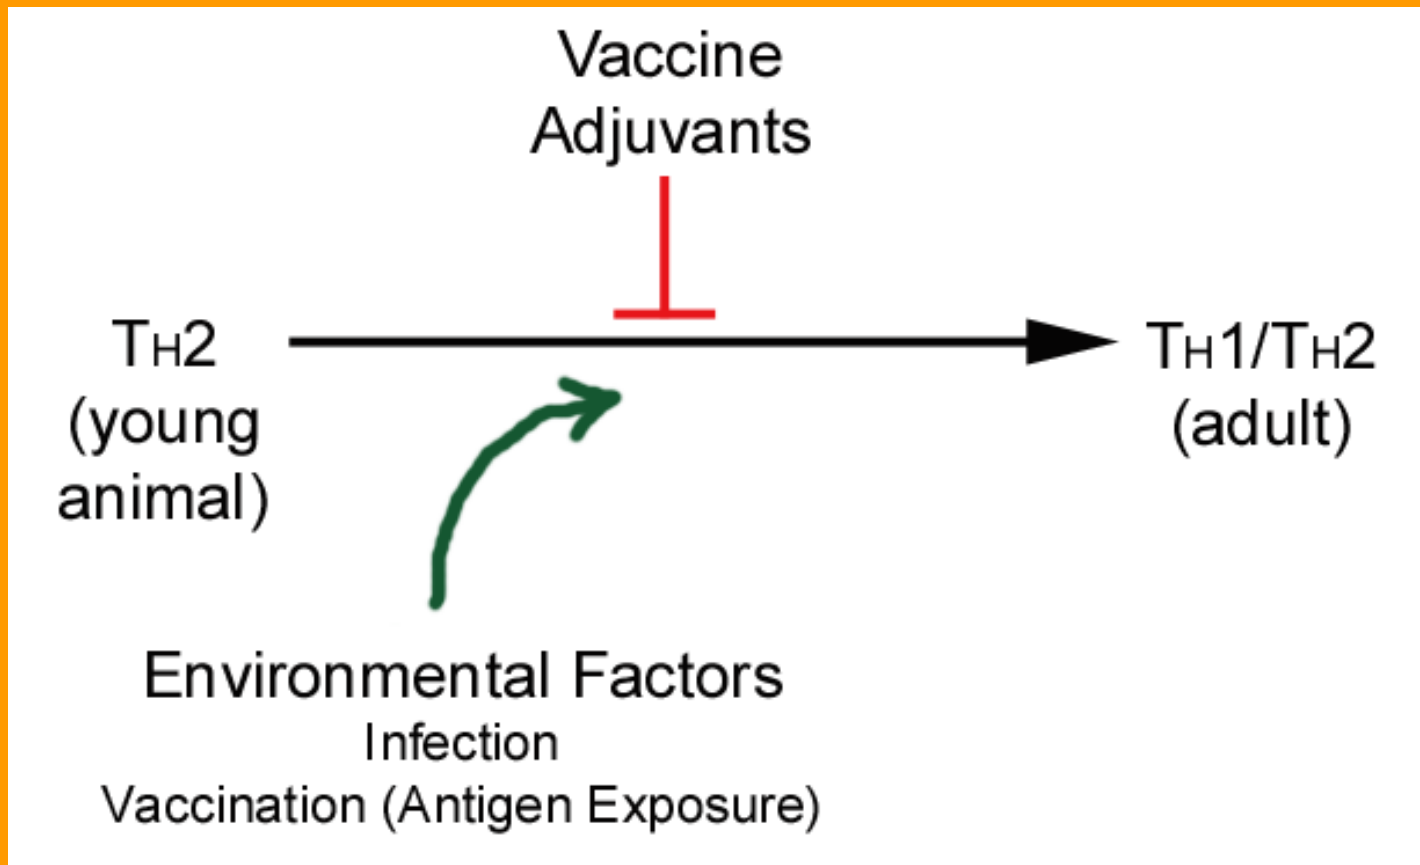 Vaccine
Adjuvants
TH2
(young
animal)
TH1/TH2
(adult)
Environmental Factors
Infection
Vaccination (Antigen Exposure)